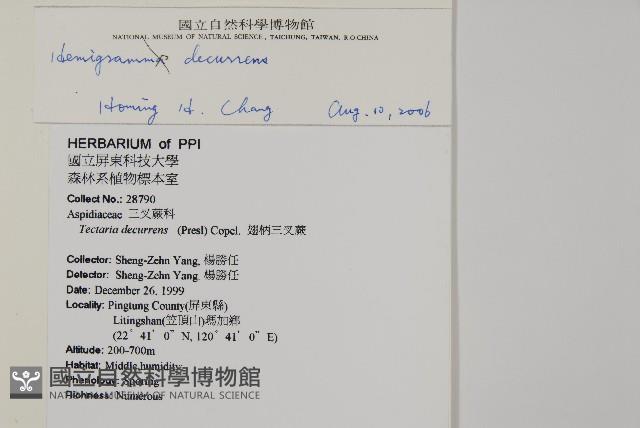 國立自然科學博物館
NATIONAL MUSEUM OF NATURAL SCIENCE, TAICHUNG, TAIWAN, R.O.CHINA
decurrens
Homing H. Chang Aug. 10, 2006
HERBARIUM of PPI
國立屏東科技大學
森林系植物標本室
Collect No.: 28790
Aspidiaceae 三叉蕨科
Tectaria decurrens (Presl) Copel. 翅柄三叉蕨
Collector: Sheng-Zehn Yang, 楊勝任
Detector: Sheng-Zehn Yang, 楊勝任
Date: December 26, 1999
Locality: Pingtung County(屏東縣)
Litingshan(笠頂山)瑪加鄉
(22° 41' 0" N, 120° 41' 0" E)
Altitude: 200-700m
Habitat: Middle humidity
Phenology: Sporing
Richness: Numerous
國立自然科學博物館
NATIONAL MUSEUM OF NATURAL SCIENCE